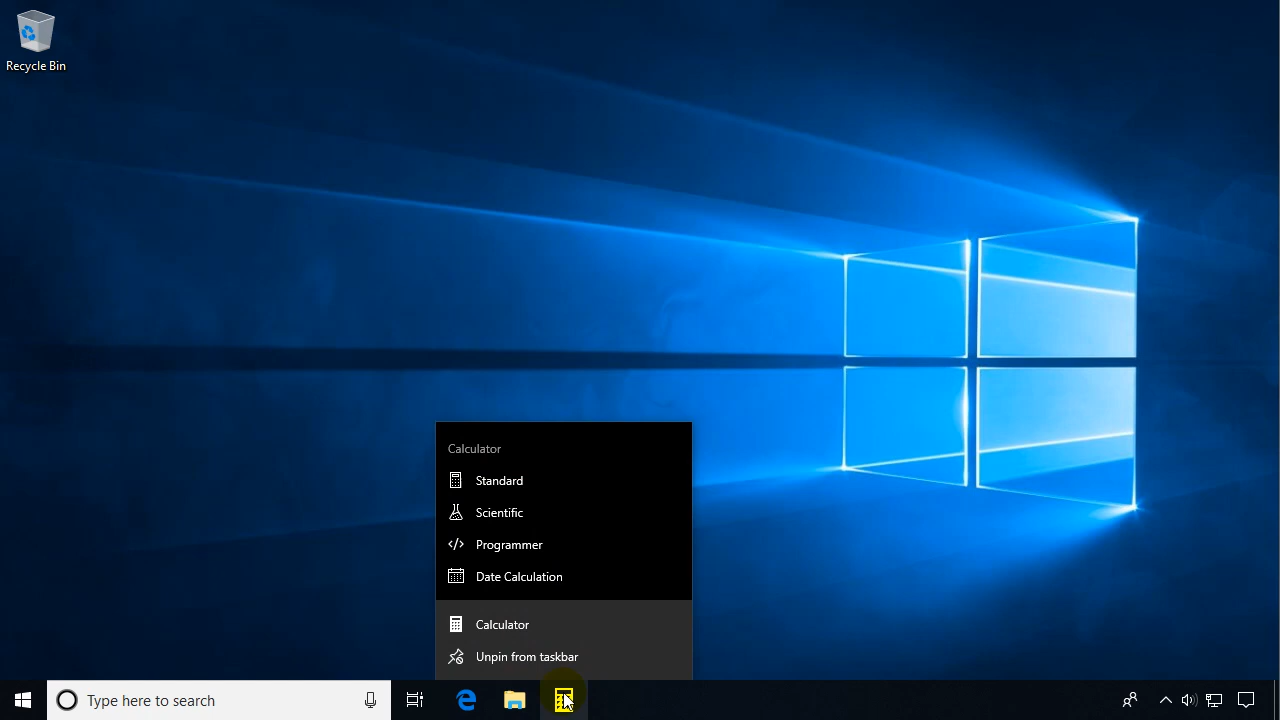 Recycle Bin
Calculator
Standard
Scientific
Programmer
Date Calculation
Calculator
Unpin from taskbar
Type here to search